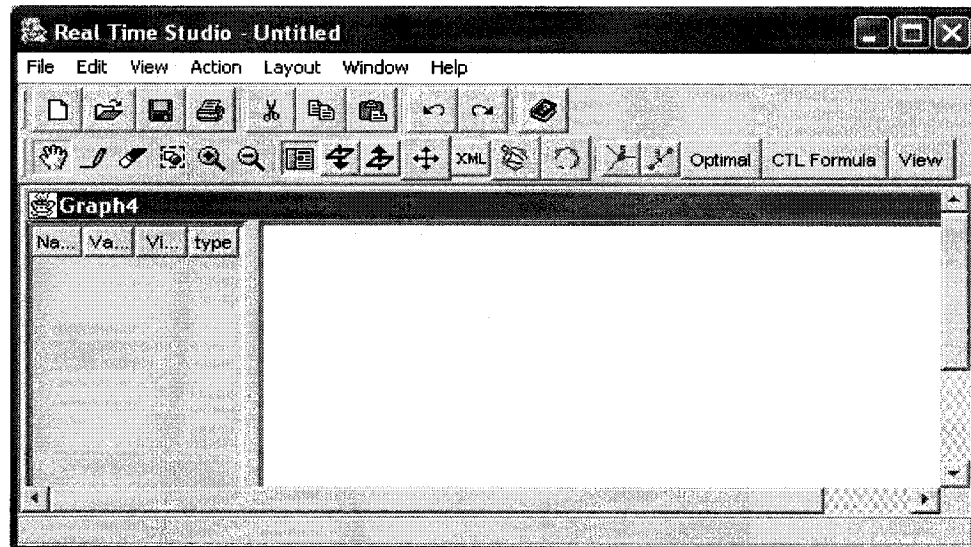 Real Time Studio - Untitled
File Edit View Action Layout Window Help
XML Optimal CTL Formula View
Graph4
Na... Va... Vi... type